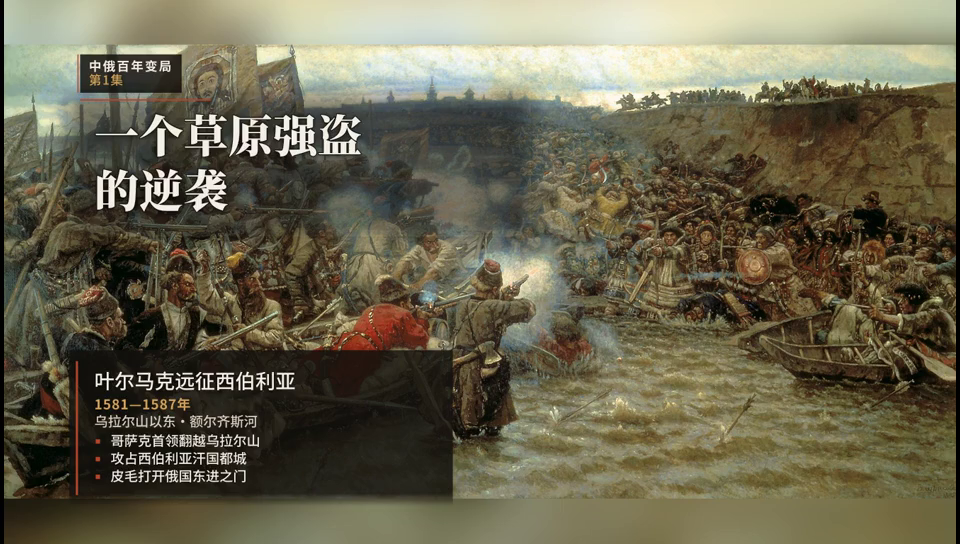 中俄百年变局
第1集
一个草原强盗
的逆袭
叶尔马克远征西伯利亚
1581—1587年
乌拉尔山以东·额尔齐斯河
哥萨克首领翻越乌拉尔山
攻占西伯利亚汗国都城
皮毛打开俄国东进之门